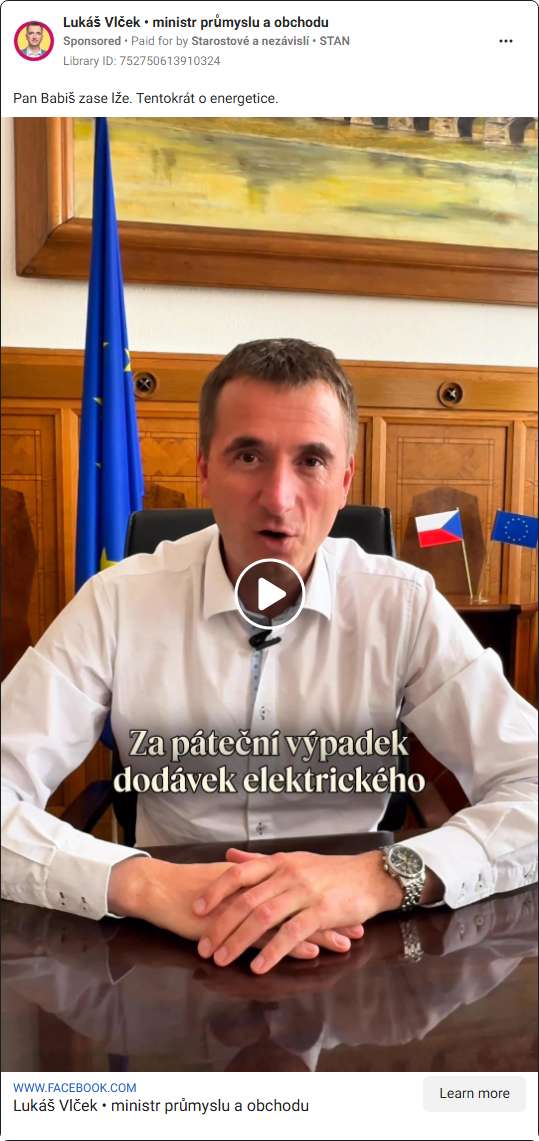 Lukáš Vlček • ministr průmyslu a obchodu
Sponsored • Paid for by Starostové a nezávislí • STAN
Library ID: 752750613910324
Pan Babiš zase lže. Tentokrát o energetice.
Za páteční výpadek
dodávek elektrického
WWW.FACEBOOK.COM
Lukáš Vlček • ministr průmyslu a obchodu
Learn more